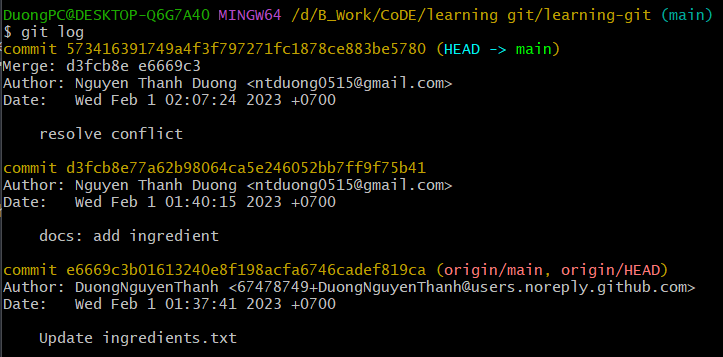 DuongPC@DESKTOP-Q6G7A4O MINGW64 /d/B_Work/CoDE/learning git/learning-git (main)
$ git log
commit 573416391749a4f3f797271fc1878ce883be5780 (HEAD -> main)
Merge: d3fcb8e e6669c3
Author: Nguyen Thanh Duong <ntduong0515@gmail.com>
Date:   Wed Feb 1 02:07:24 2023 +0700
    resolve conflict
commit d3fcb8e77a62b98064ca5e246052bb7ff9f75b41
Author: Nguyen Thanh Duong <ntduong0515@gmail.com>
Date:   Wed Feb 1 01:40:15 2023 +0700
    docs: add ingredient
commit e6669c3b01613240e8f198acfa6746cadef819ca (origin/main, origin/HEAD)
Author: DuongNguyenThanh <67478749+DuongNguyenThanh@users.noreply.github.com>
Date:   Wed Feb 1 01:37:41 2023 +0700
    Update ingredients.txt